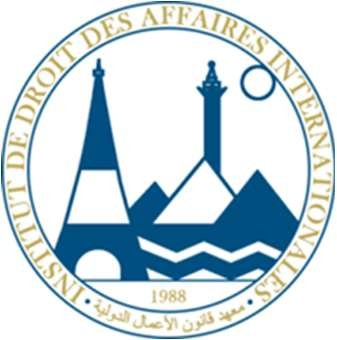 INSTITUT DE DROIT DES AFFAIRES INTERNATIONALES
1988
معهد قانون الأعمال الدولية